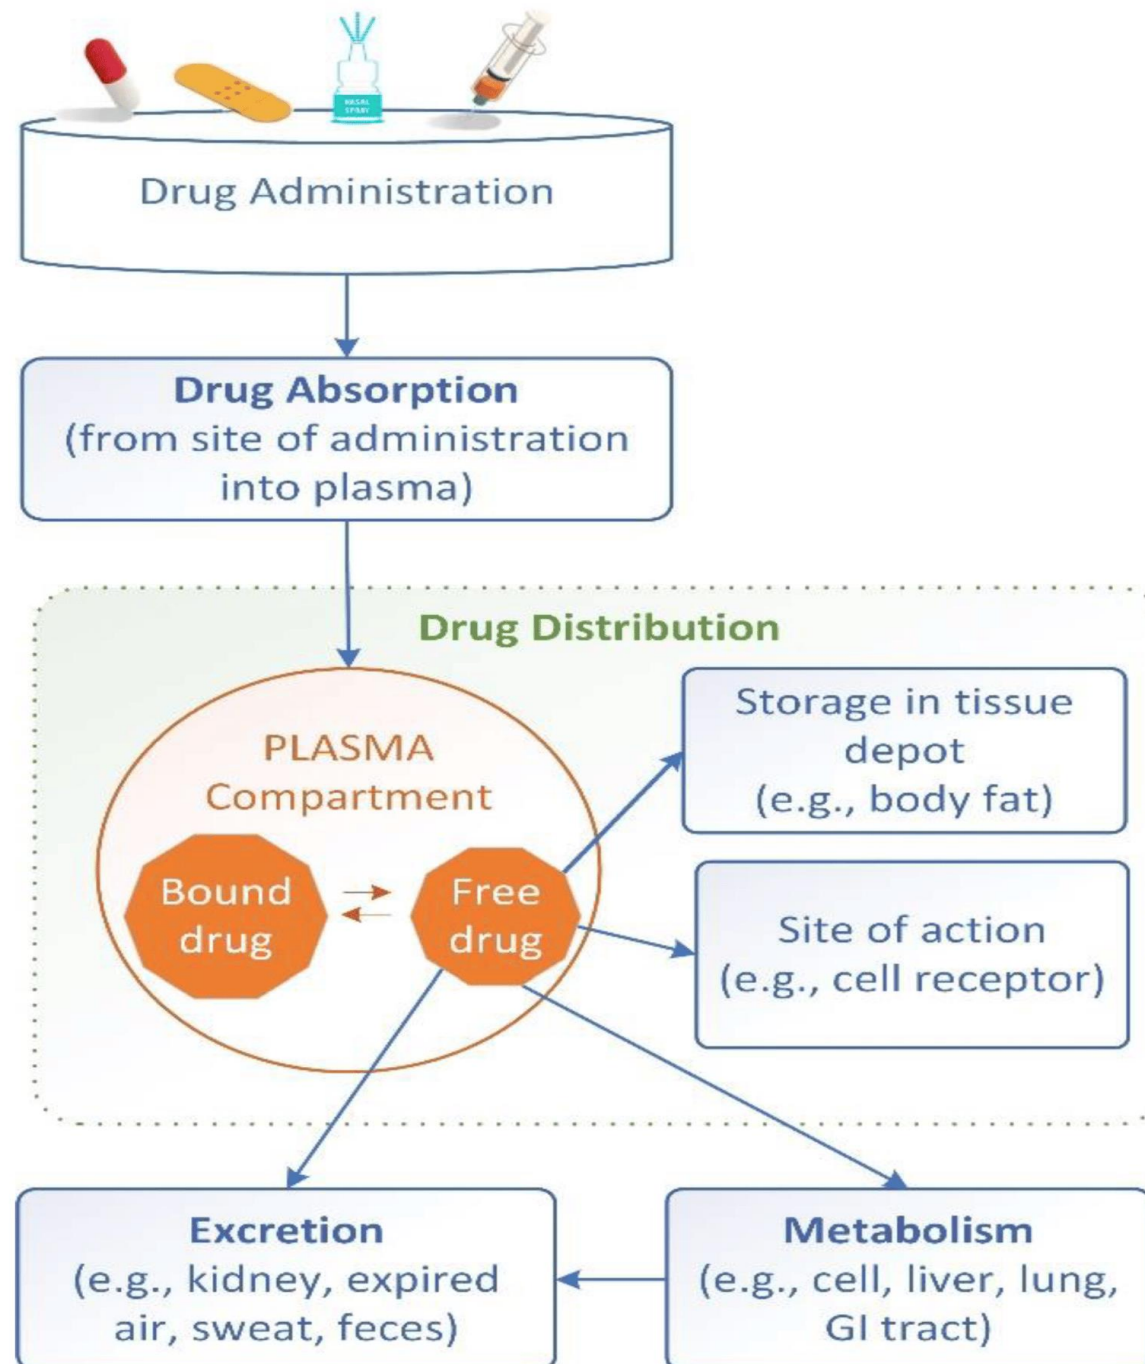 NASAL
SPRAY
Drug Administration
Drug Absorption
(from site of administration
into plasma)
Drug Distribution
PLASMA
Compartment
Bound
drug
Free
drug
Storage in tissue
depot
(e.g., body fat)
Site of action
(e.g., cell receptor)
Excretion
(e.g., kidney, expired
air, sweat, feces)
Metabolism
(e.g., cell, liver, lung,
GI tract)